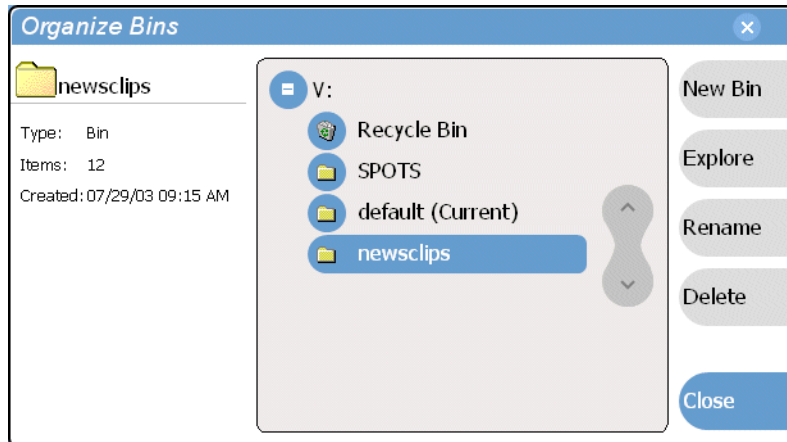 Organize Bins
newsclips
Type: Bin
Items: 12
Created: 07/29/03 09:15 AM
V:
Recycle Bin
SPOTS
default (Current)
newsclips
New Bin
Explore
Rename
Delete
Close